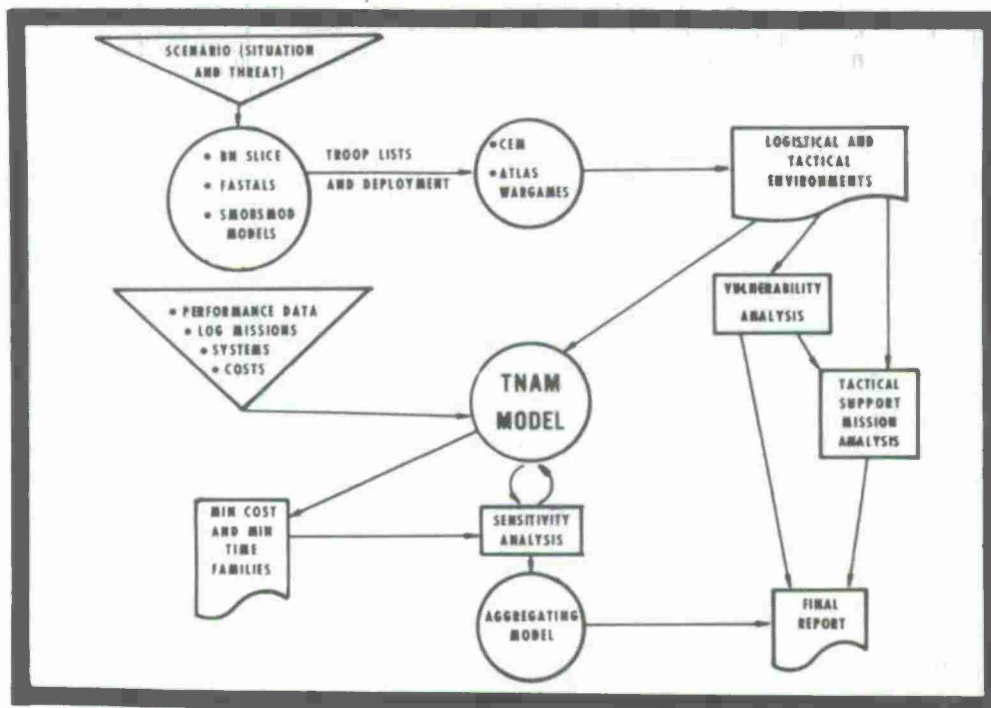 SCENARIO (SITUATION
AND THREAT)
• BN SLICE
• FASTALS
• SMOBSMOD
MODELS
TROOP LISTS
AND DEPLOYMENT
• CEM
• ATLAS
WARGAMES
LOGISTICAL AND
TACTICAL
ENVIRONMENTS
• PERFORMANCE DATA
• LOG MISSIONS
• SYSTEMS
• COSTS
VULNERABILITY
ANALYSIS
TNAM
MODEL
TACTICAL
SUPPORT
MISSION
ANALYSIS
MIN COST
AND MIN
TIME
FAMILIES
SENSITIVITY
ANALYSIS
AGGREGATING
MODEL
FINAL
REPORT